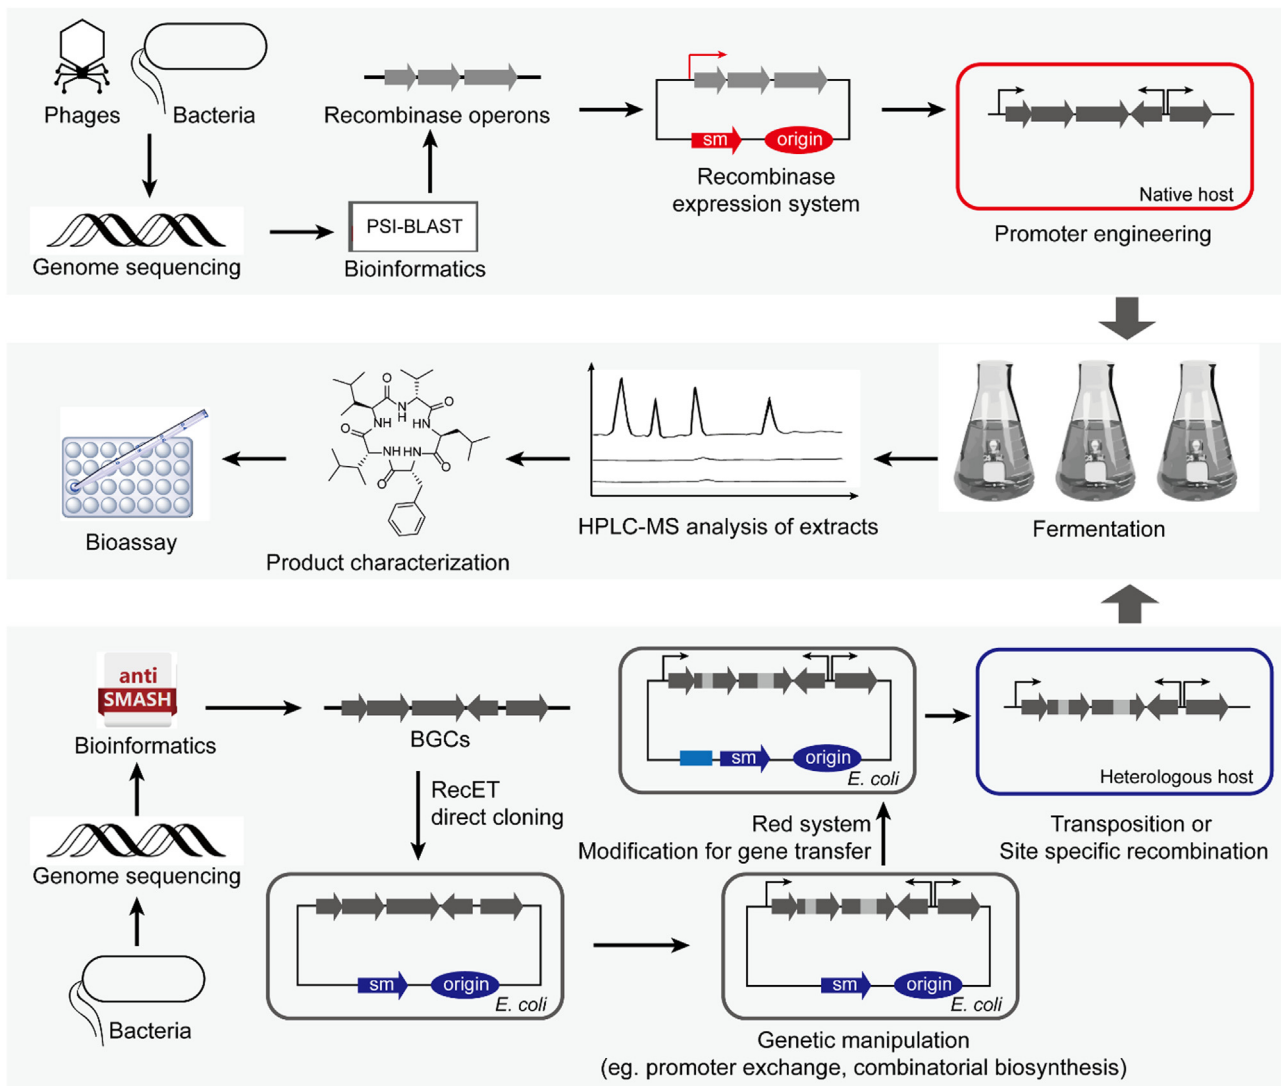 Phages
Bacteria
Genome sequencing
PSI-BLAST
Bioinformatics
Recombinase operons
sm
origin
Recombinase
expression system
Native host
Promoter engineering
Bioassay
O
N
H
O
NH
NH
O
O
NH
HN
O
O
Product characterization
HPLC-MS analysis of extracts
Fermentation
anti
SMASH
Bioinformatics
Genome sequencing
Bacteria
BGCs
RecET
direct cloning
sm
origin
E. coli
sm
origin
E. coli
Genetic manipulation
(eg. promoter exchange, combinatorial biosynthesis)
Red system
Modification for gene transfer
sm
origin
E. coli
Heterologous host
Transposition or
Site specific recombination